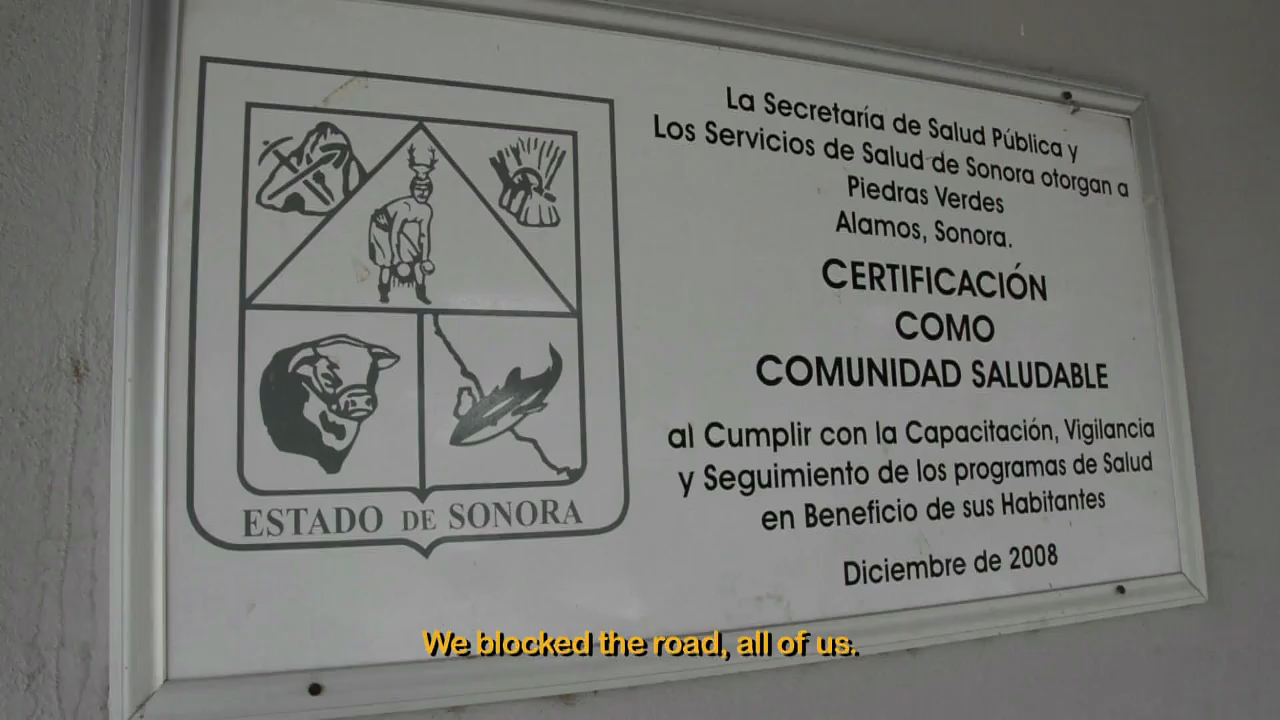 ESTADO DE SONORA
La Secretaría de Salud Pública y
Los Servicios de Salud de Sonora otorgan a
Piedras Verdes
Alamos, Sonora.
CERTIFICACIÓN
COMO
COMUNIDAD SALUDABLE
al Cumplir con la Capacitación, Vigilancia
y Seguimiento de los programas de Salud
en Beneficio de sus Habitantes
Diciembre de 2008
We blocked the road, all of us.